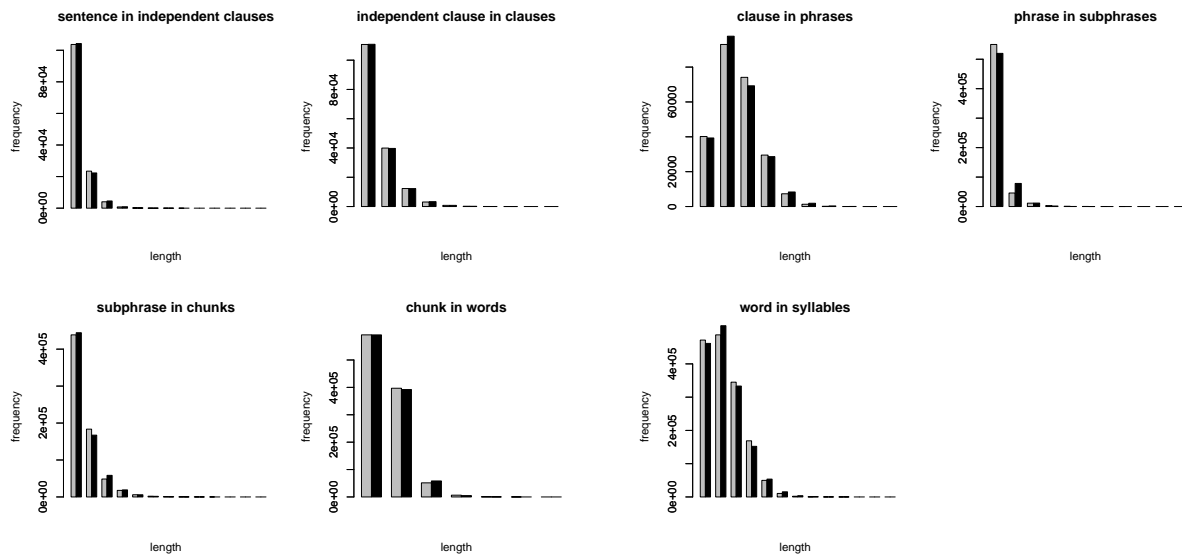 sentence in independent clauses
frequency
0e+00
4e+04
8e+04
length
independent clause in clauses
frequency
0e+00
4e+04
8e+04
length
clause in phrases
frequency
0
20000
60000
length
phrase in subphrases
frequency
0e+00
2e+05
4e+05
length
subphrase in chunks
frequency
0e+00
2e+05
4e+05
length
chunk in words
frequency
0e+00
2e+05
4e+05
length
word in syllables
frequency
0e+00
2e+05
4e+05
length